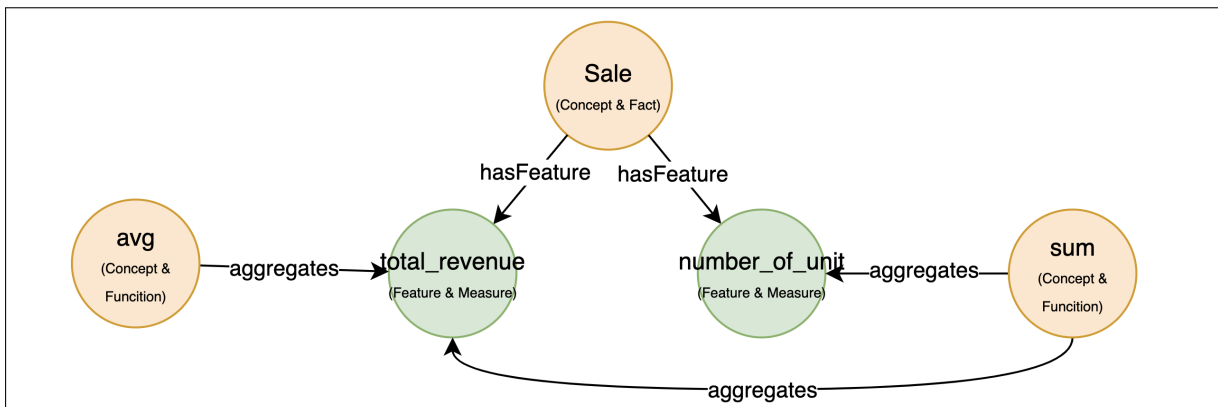 Sale
(Concept & Fact)
hasFeature
hasFeature
avg
(Concept &
Funcition)
aggregates
total_revenue
(Feature & Measure)
number_of_unit
(Feature & Measure)
aggregates
sum
(Concept &
Funcition)
aggregates